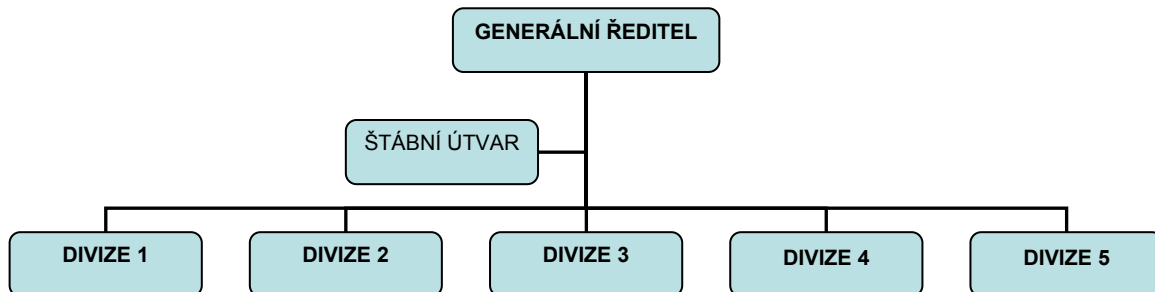 GENERÁLNÍ ŘEDITEL
ŠTÁBNÍ ÚTVAR
DIVIZE 1
DIVIZE 2
DIVIZE 3
DIVIZE 4
DIVIZE 5